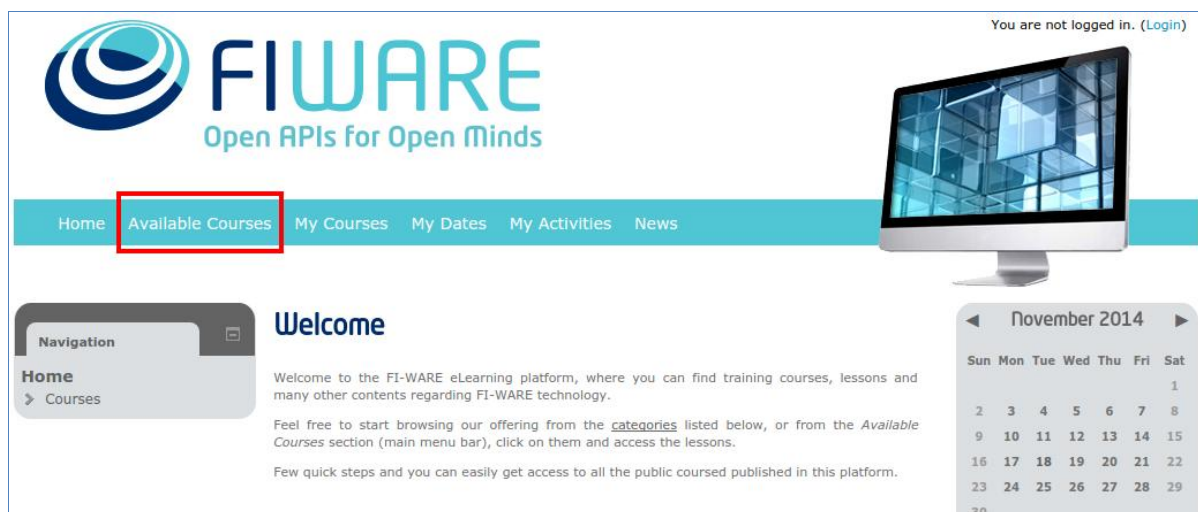 You are not logged in. (Login)
FIWARE
Open APIs for Open Minds
Home Available Courses My Courses My Dates My Activities News
Navigation
Home
Courses
Welcome
Welcome to the FI-WARE eLearning platform, where you can find training courses, lessons and
many other contents regarding FI-WARE technology.
Feel free to start browsing our offering from the categories listed below, or from the Available
Courses section (main menu bar), click on them and access the lessons.
Few quick steps and you can easily get access to all the public coursed published in this platform.
November 2014
Sun Mon Tue Wed Thu Fri Sat
1
2 3 4 5 6 7 8
9 10 11 12 13 14 15
16 17 18 19 20 21 22
23 24 25 26 27 28 29
30